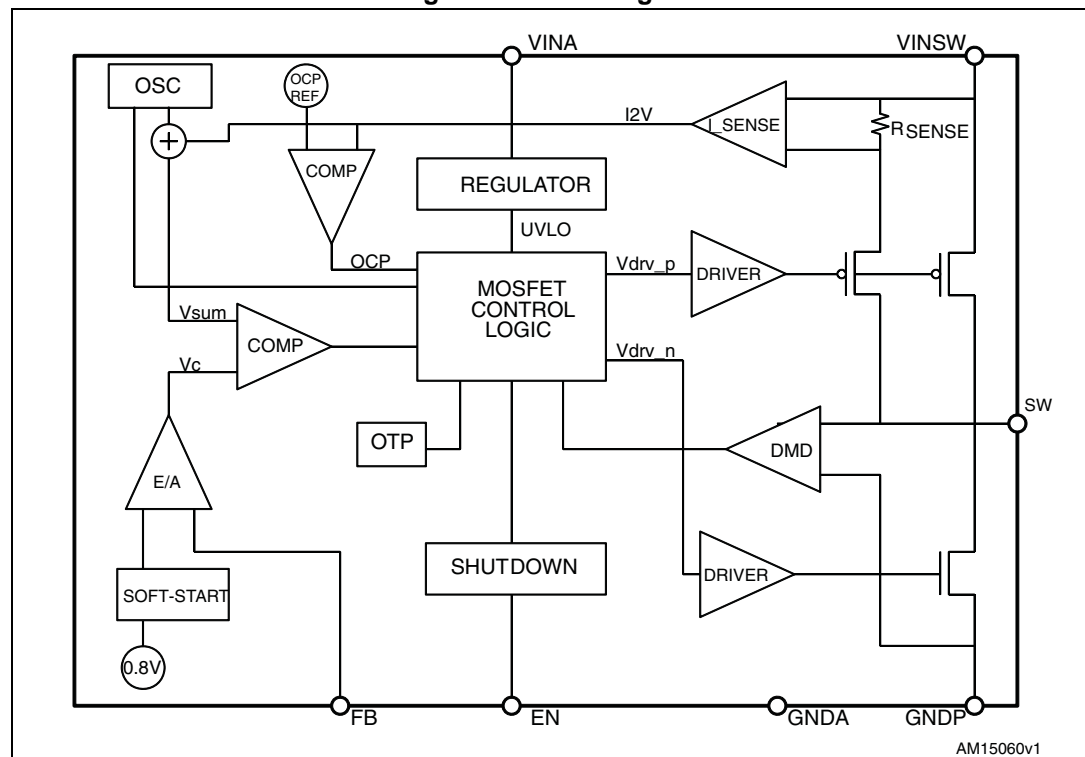 VINA
VINSW
OSC
OCP
REF
I2V
I_SENSE
RSENSE
COMP
REGULATOR
UVLO
OCP
Vdrv_p
DRIVER
MOSFET
CONTROL
LOGIC
Vsum
COMP
Vdrv_n
Vc
SW
OTP
DMD
E/A
SHUTDOWN
DRIVER
SOFT-START
0.8V
FB
EN
GNDA
GNDP
AM15060v1